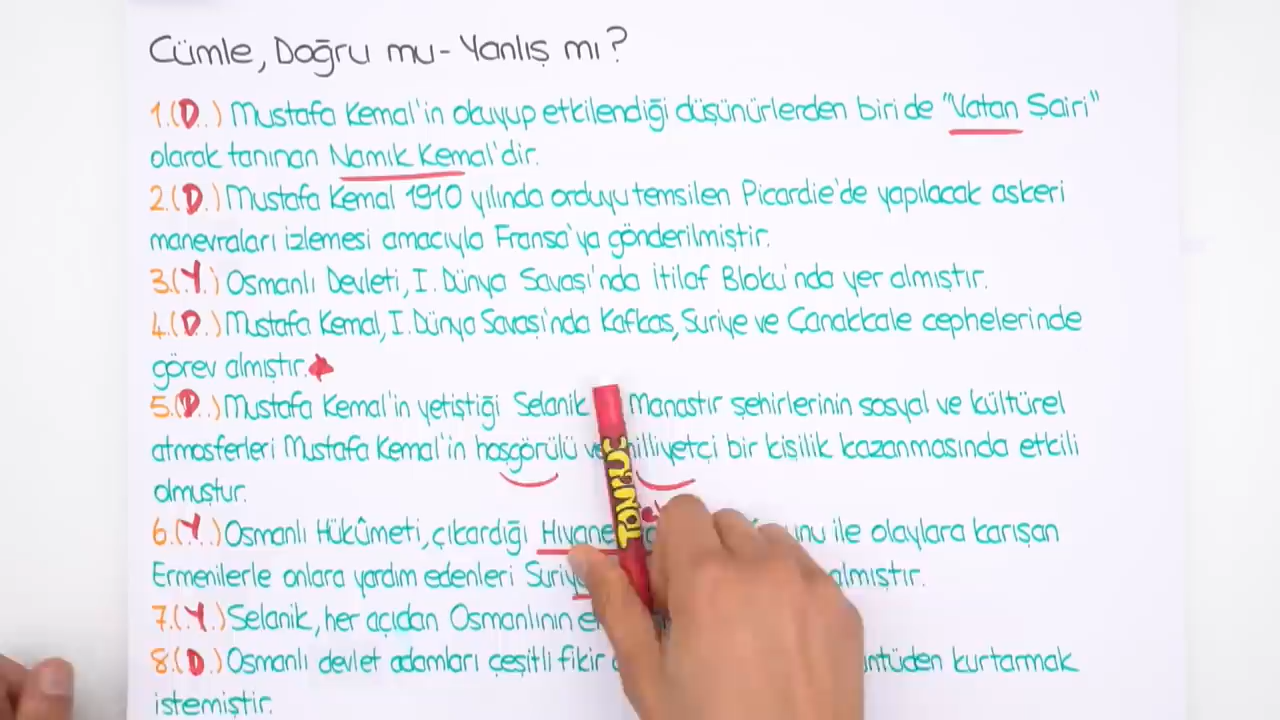 Cümle, Doğru mu - Yanlış mı?
1.(D.) Mustafa Kemal'in okuyup etkilendiği düşünürlerden biri de "Vatan Şairi"
olarak tanınan Namık Kemal'dir.
2.(D.) Mustafa Kemal 1910 yılında orduyu temsilen Picardie'de yapılacak askeri
manevraları izlemesi amacıyla Fransa'ya gönderilmiştir.
3.(Y.) Osmanlı Devleti, I. Dünya Savaşı'nda İtilaf Bloku'nda yer almıştır.
4.(D.) Mustafa Kemal, I. Dünya Savaşı'nda Kafkas, Suriye ve Çanakkale cephelerinde
görev almıştır.
5.(D.) Mustafa Kemal'in yetiştiği Selanik Manastır şehirlerinin sosyal ve kültürel
atmosferleri Mustafa Kemal'in hoşgörülü ve milliyetçi bir kişilik kazanmasında etkili
olmuştur.
6.(Y.) Osmanlı Hükûmeti, çıkardığı ile olaylara karışan
Ermenilerle onlara yardım edenleri
7.(Y.) Selanik, her açıdan Osmanlının
8.(D.) Osmanlı devlet adamları çeşitli fikir kurtarmak
istemiştir.
TOMBUL